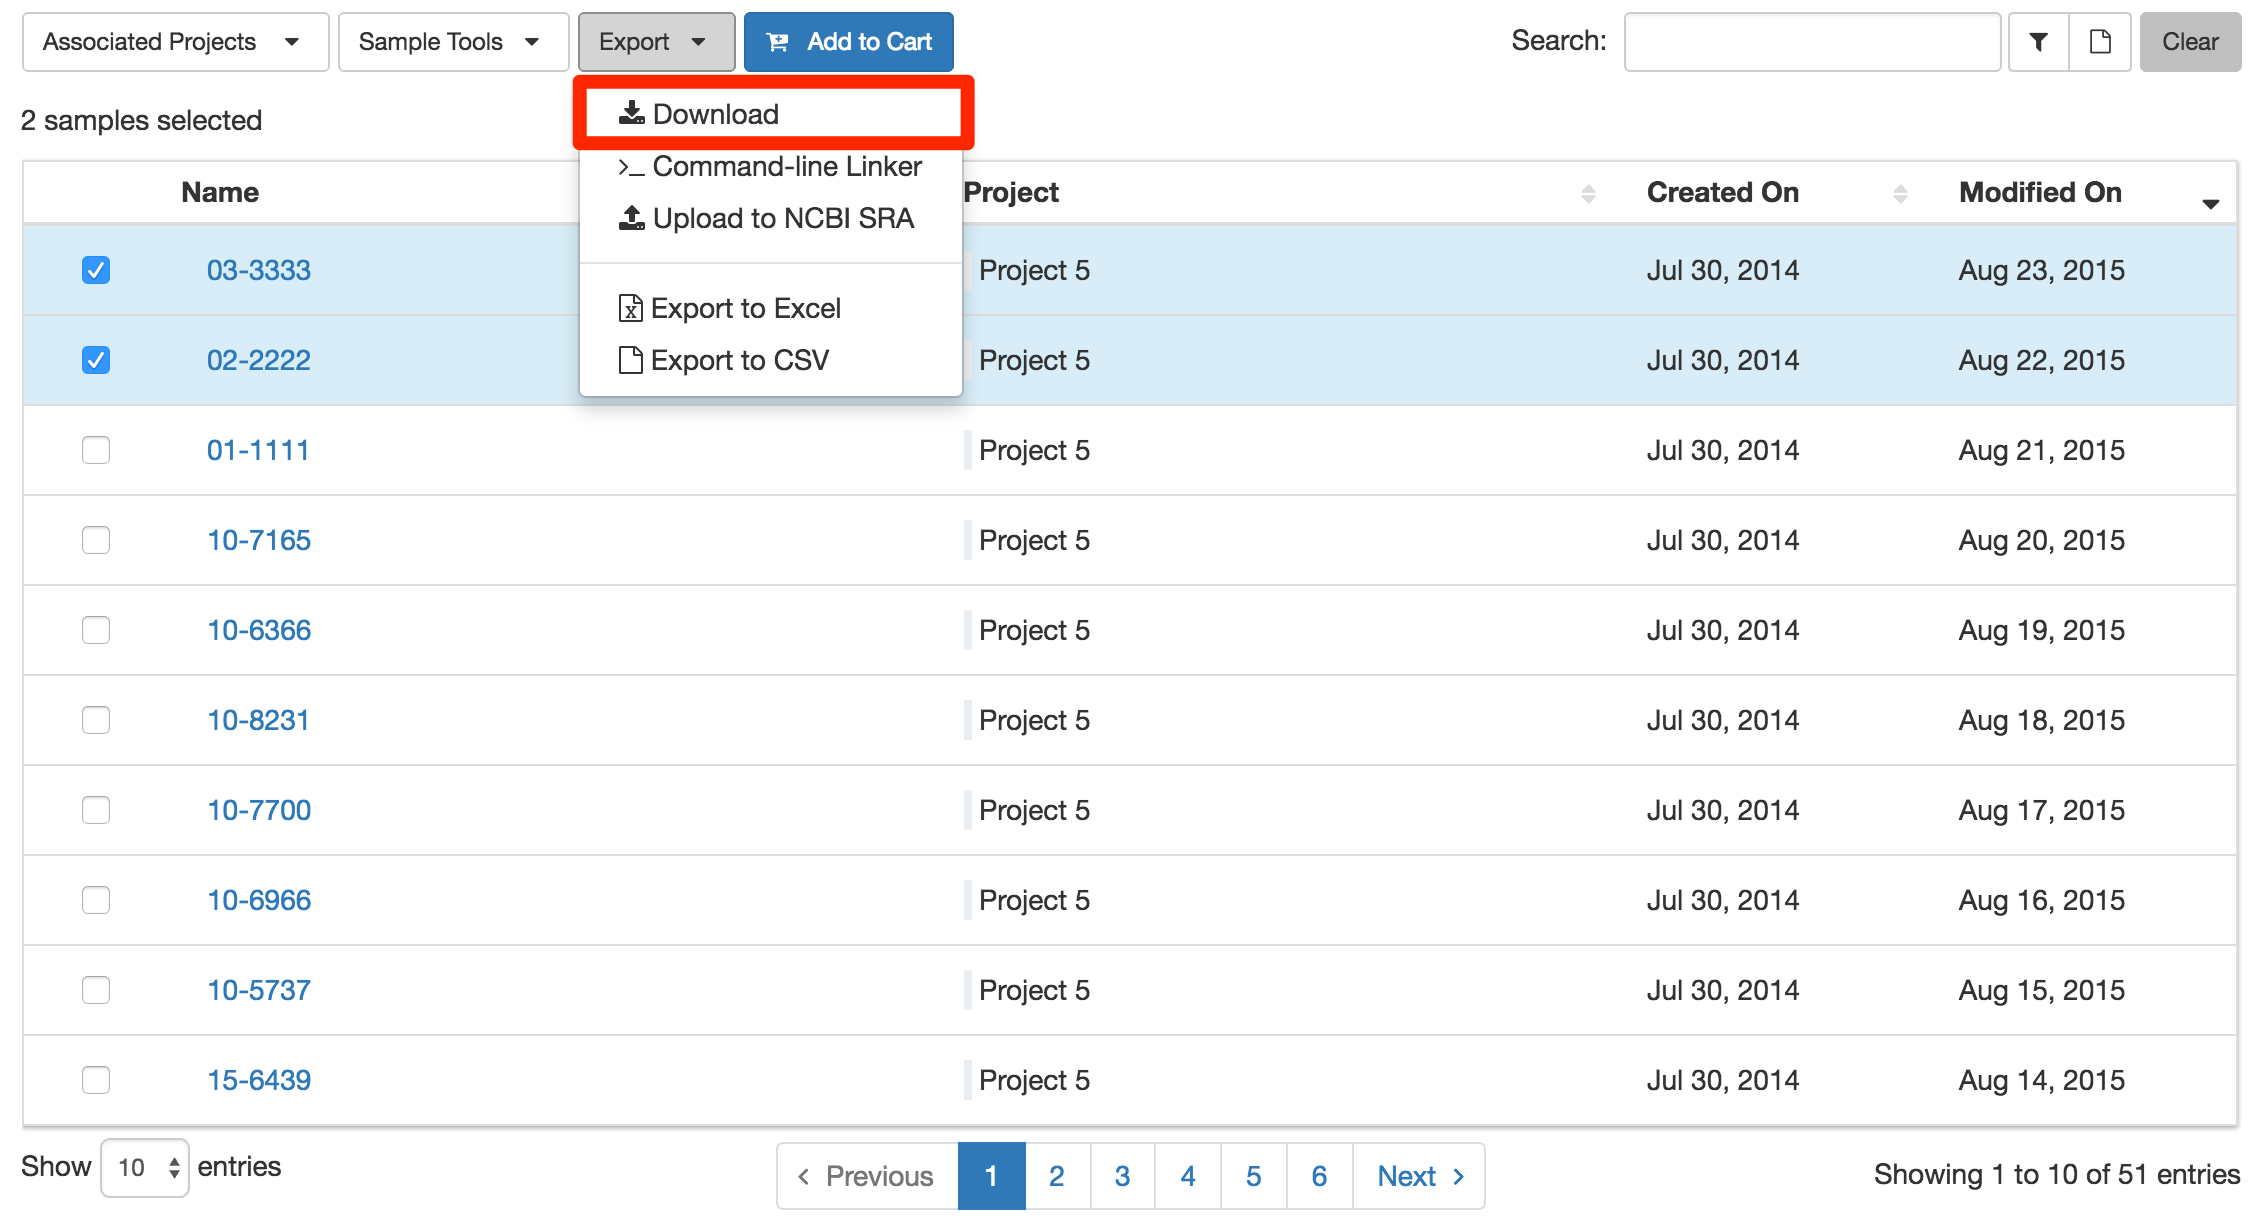 Associated Projects Sample Tools Export Add to Cart Search: Clear
Download
2 samples selected
Command-line Linker
Upload to NCBI SRA
Export to Excel
Export to CSV
Name Project Created On Modified On
03-3333 Project 5 Jul 30, 2014 Aug 23, 2015
02-2222 Project 5 Jul 30, 2014 Aug 22, 2015
01-1111 Project 5 Jul 30, 2014 Aug 21, 2015
10-7165 Project 5 Jul 30, 2014 Aug 20, 2015
10-6366 Project 5 Jul 30, 2014 Aug 19, 2015
10-8231 Project 5 Jul 30, 2014 Aug 18, 2015
10-7700 Project 5 Jul 30, 2014 Aug 17, 2015
10-6966 Project 5 Jul 30, 2014 Aug 16, 2015
10-5737 Project 5 Jul 30, 2014 Aug 15, 2015
15-6439 Project 5 Jul 30, 2014 Aug 14, 2015
Show 10 entries Previous 1 2 3 4 5 6 Next Showing 1 to 10 of 51 entries